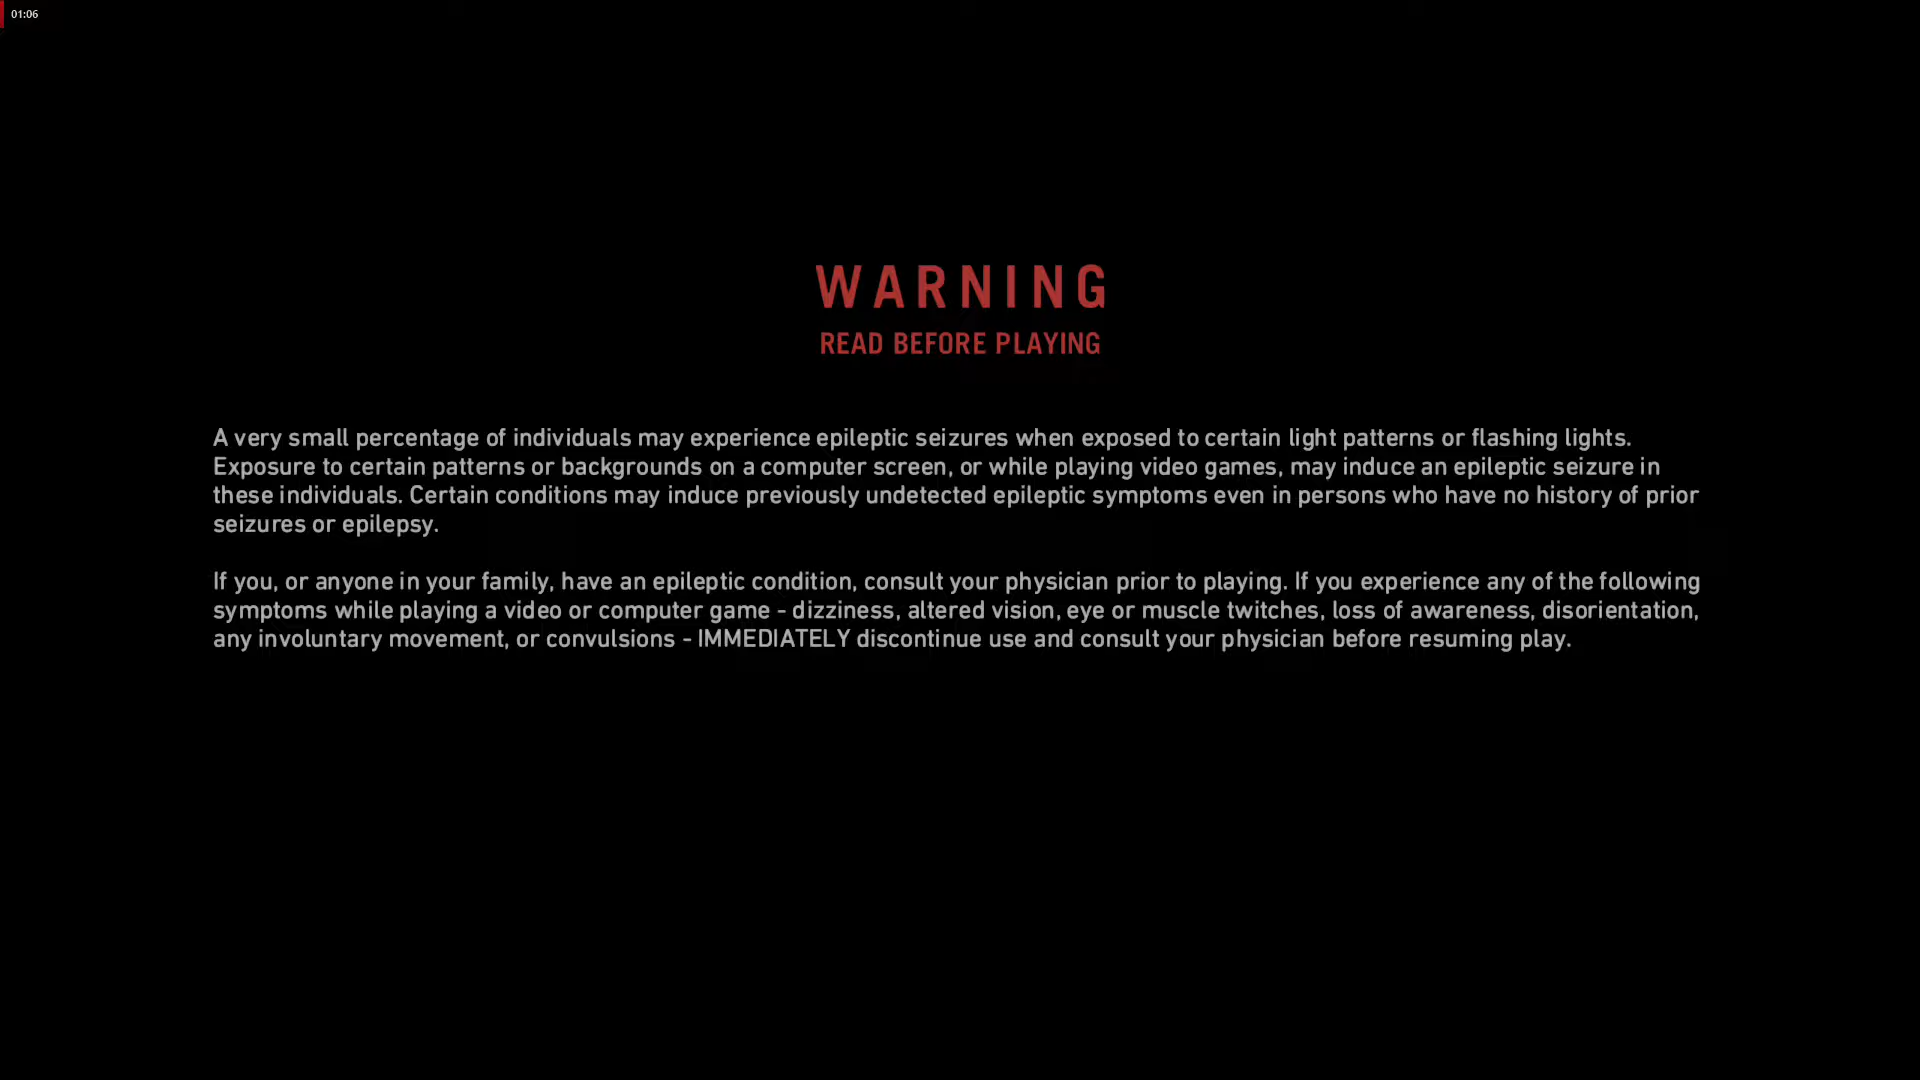 01:06
WARNING
READ BEFORE PLAYING
A very small percentage of individuals may experience epileptic seizures when exposed to certain light patterns or flashing lights.
Exposure to certain patterns or backgrounds on a computer screen, or while playing video games, may induce an epileptic seizure in
these individuals. Certain conditions may induce previously undetected epileptic symptoms even in persons who have no history of prior
seizures or epilepsy.
If you, or anyone in your family, have an epileptic condition, consult your physician prior to playing. If you experience any of the following
symptoms while playing a video or computer game - dizziness, altered vision, eye or muscle twitches, loss of awareness, disorientation,
any involuntary movement, or convulsions - IMMEDIATELY discontinue use and consult your physician before resuming play.